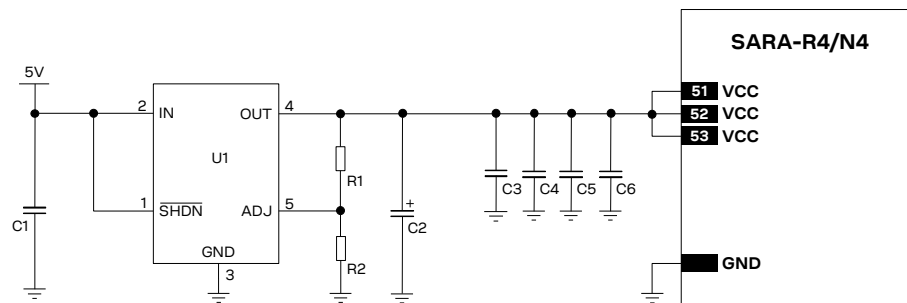 SARA-R4/N4
5V
51 VCC
2 IN
OUT 4
52 VCC
53 VCC
U1
R1
C3 C4 C5 C6
1 SHDN
ADJ 5
C1
C2
GND
R2
3
GND